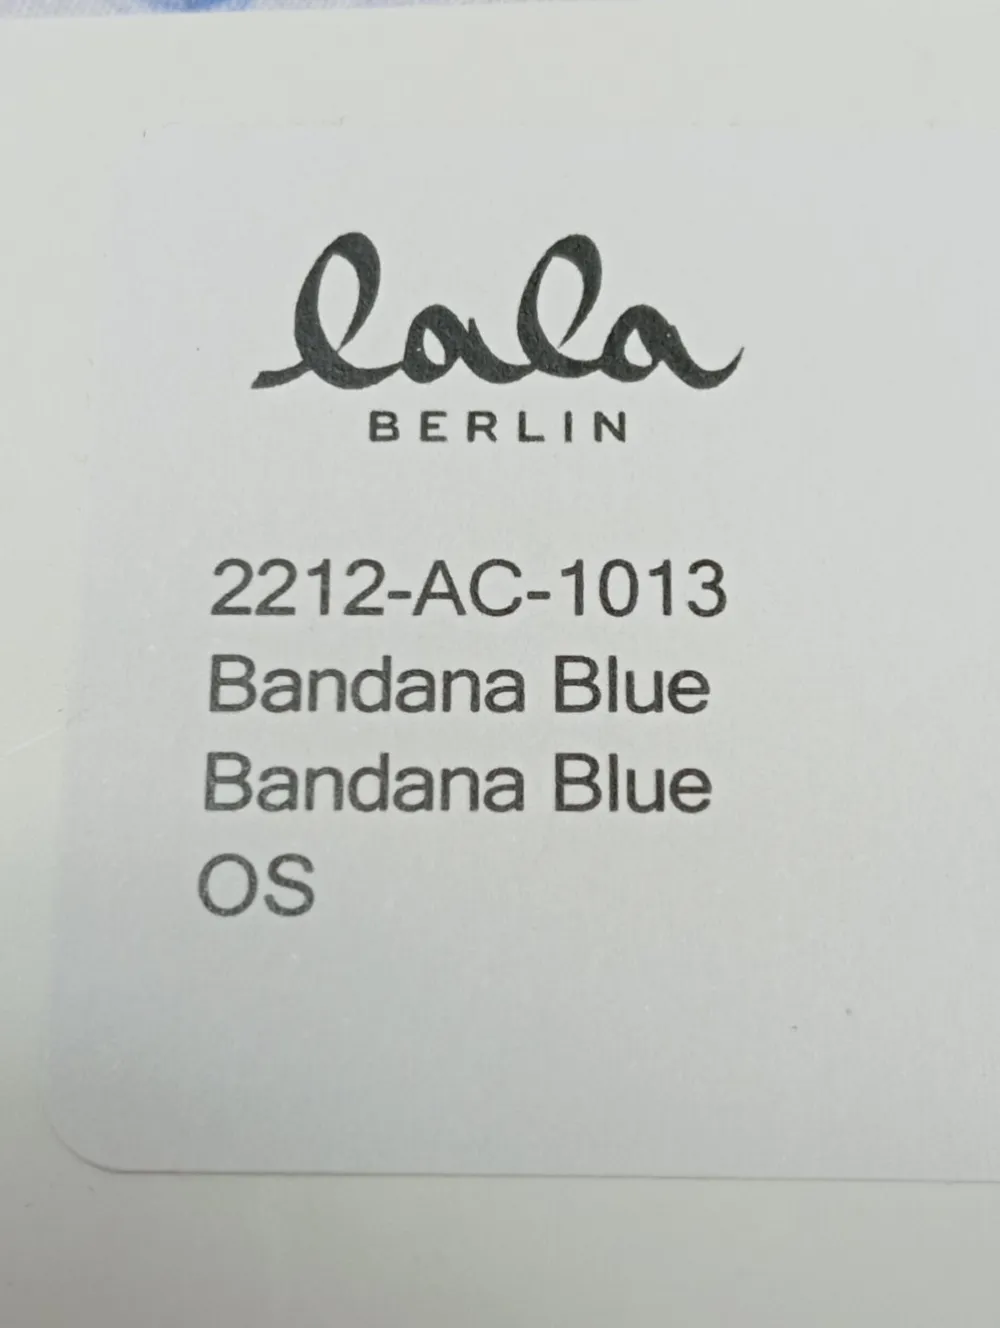 lala
BERLIN
2212-AC-1013
Bandana Blue
Bandana Blue
OS